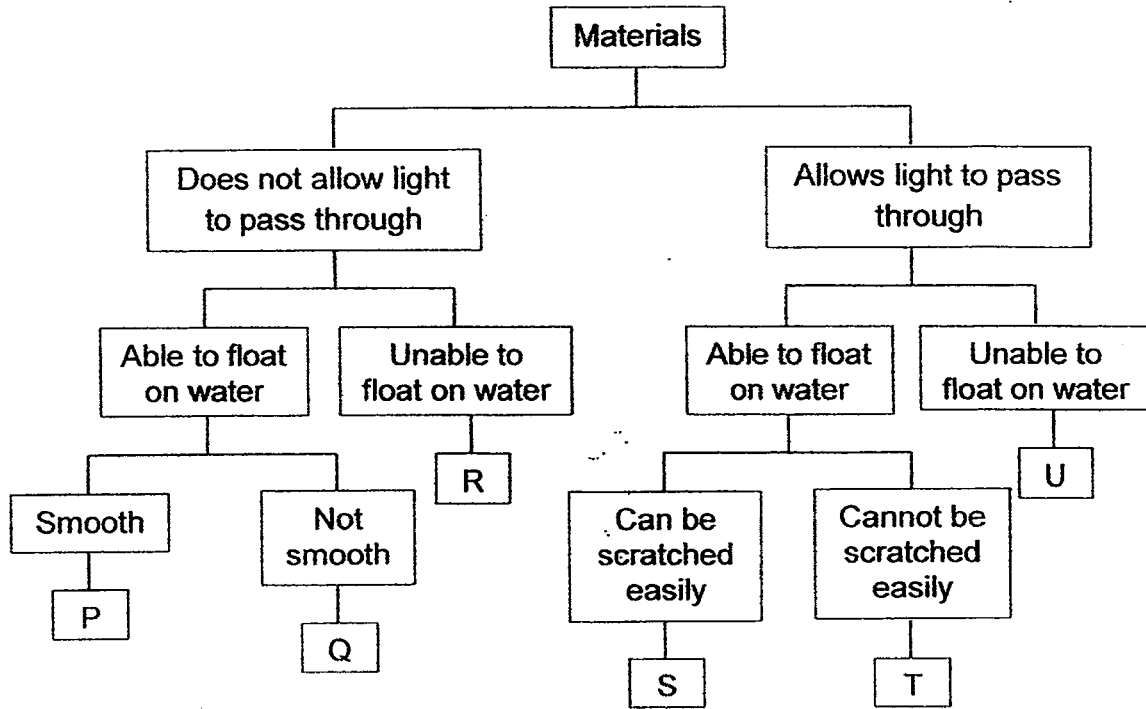 Materials
Does not allow light
to pass through
Allows light to pass
through
Able to float
on water
Unable to
float on water
Able to float
on water
Unable to
float on water
R
U
Smooth
Not
smooth
Can be
scratched
easily
Cannot be
scratched
easily
P
Q
S
T